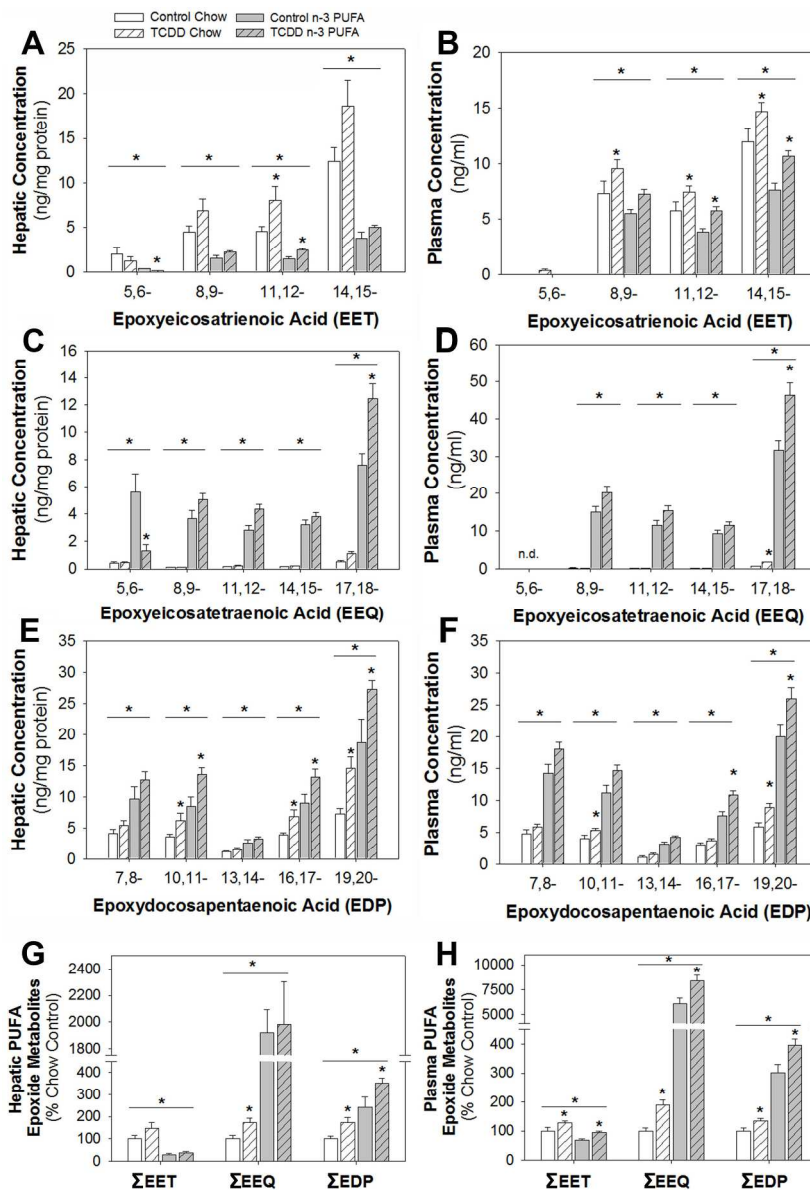 Control Chow Control n-3 PUFA
TCDD Chow TCDD n-3 PUFA
A
Hepatic Concentration
(ng/mg protein)
25
20
15
10
5
0
* * * * * * *
5,6- 8,9- 11,12- 14,15-
Epoxyeicosatrienoic Acid (EET)
B
Plasma Concentration
(ng/ml)
20
15
10
5
0
* * * * * * * *
5,6- 8,9- 11,12- 14,15-
Epoxyeicosatrienoic Acid (EET)
C
Hepatic Concentration
(ng/mg protein)
16
14
12
10
8
6
4
2
0
* * * * * * *
5,6- 8,9- 11,12- 14,15- 17,18-
Epoxyeicosatetraenoic Acid (EEQ)
D
Plasma Concentration
(ng/ml)
60
50
40
30
20
10
0
n.d.
* * * * * *
5,6- 8,9- 11,12- 14,15- 17,18-
Epoxyeicosatetraenoic Acid (EEQ)
E
Hepatic Concentration
(ng/mg protein)
35
30
25
20
15
10
5
0
* * * * * * * * * * *
7,8- 10,11- 13,14- 16,17- 19,20-
Epoxydocosapentaenoic Acid (EDP)
F
Plasma Concentration
(ng/ml)
30
25
20
15
10
5
0
* * * * * * * * *
7,8- 10,11- 13,14- 16,17- 19,20-
Epoxydocosapentaenoic Acid (EDP)
G
Hepatic PUFA
Epoxide Metabolites
(% Chow Control)
2400
2200
2000
1800
400
300
200
100
0
* * * * * *
ΣEET ΣEEQ ΣEDP
H
Plasma PUFA
Epoxide Metabolites
(% Chow Control)
10000
7500
5000
400
300
200
100
0
* * * * * * * * *
ΣEET ΣEEQ ΣEDP